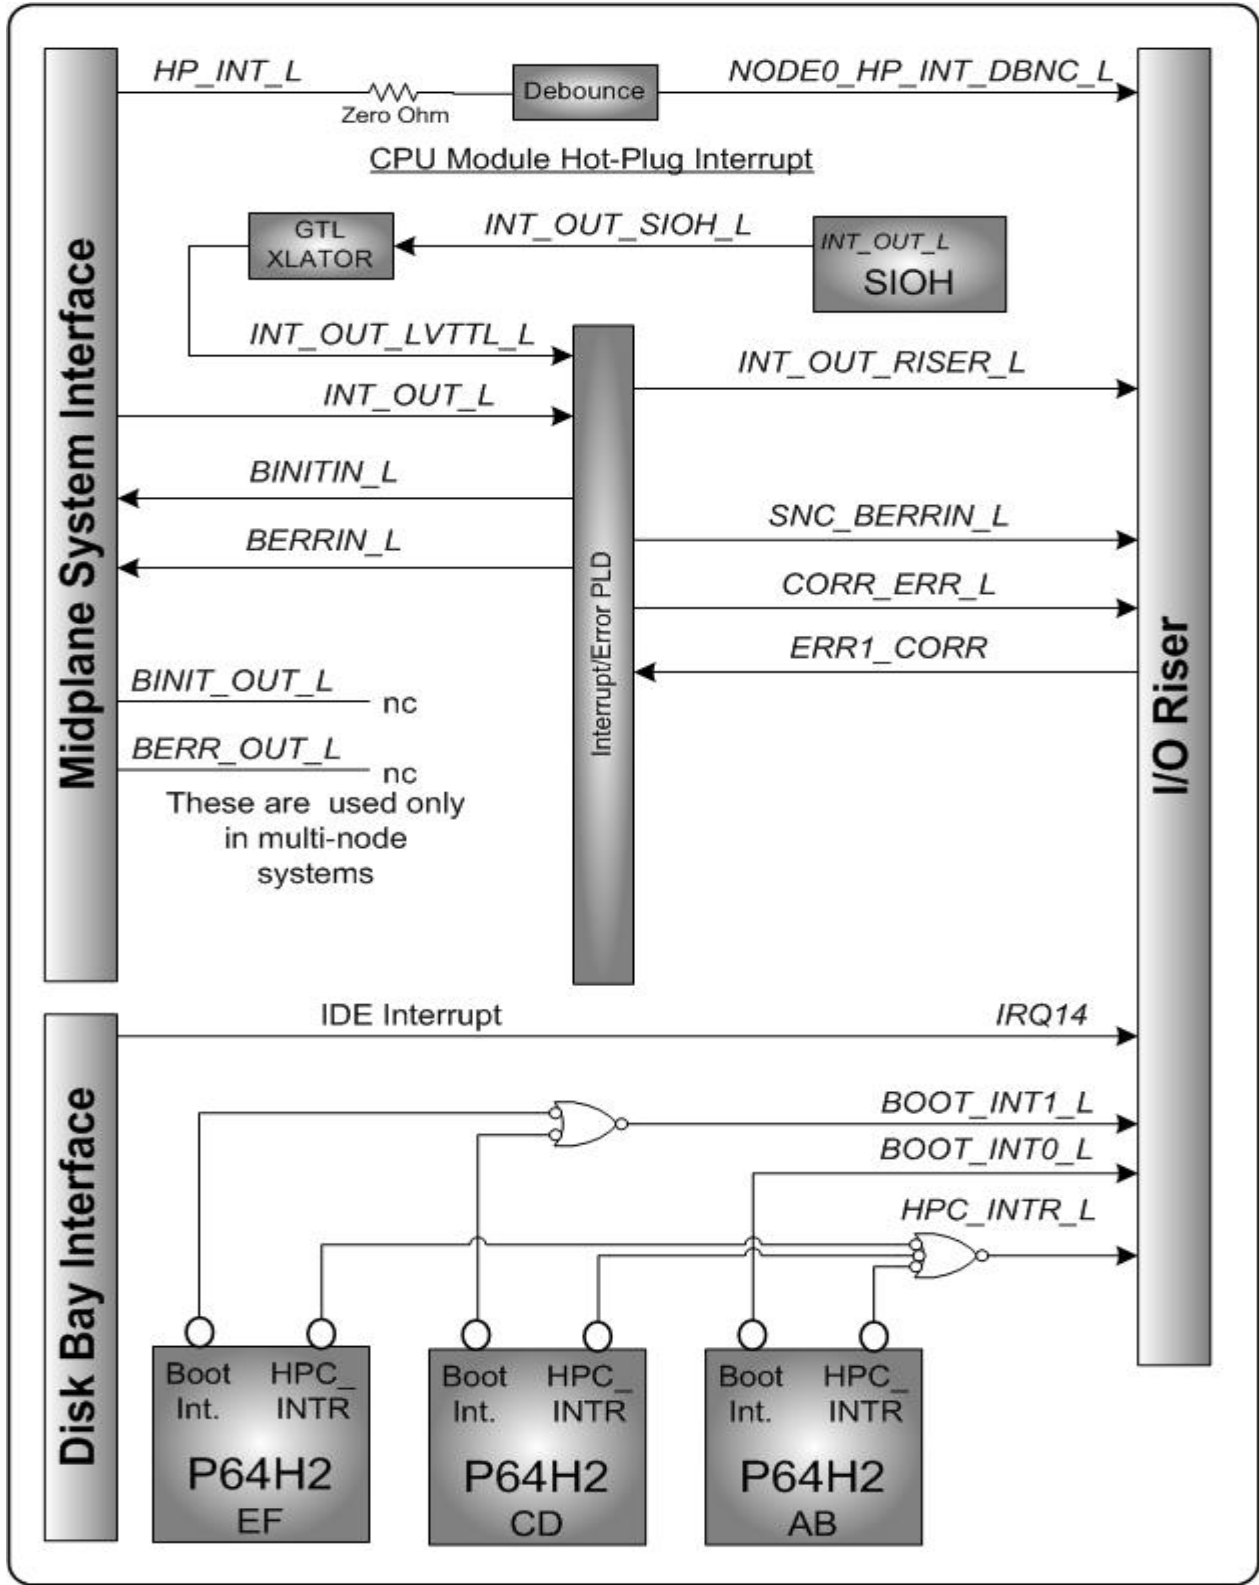 HP_INT_L
NODE0_HP_INT_DBNC_L
Debounce
Zero Ohm
CPU Module Hot-Plug Interrupt
GTL
XLATOR
INT_OUT_SIOH_L
INT_OUT_L
SIOH
INT_OUT_LVTTL_L
INT_OUT_RISER_L
INT_OUT_L
BINITIN_L
SNC_BERRIN_L
BERRIN_L
CORR_ERR_L
ERR1_CORR
BINIT_OUT_L
nc
BERR_OUT_L
nc
These are used only
in multi-node
systems
Midplane System Interface
Interrupt/Error PLD
I/O Riser
IDE Interrupt
IRQ14
BOOT_INT1_L
BOOT_INT0_L
HPC_INTR_L
Disk Bay Interface
Boot
Int.
HPC_
INTR
P64H2
EF
Boot
Int.
HPC_
INTR
P64H2
CD
Boot
Int.
HPC_
INTR
P64H2
AB